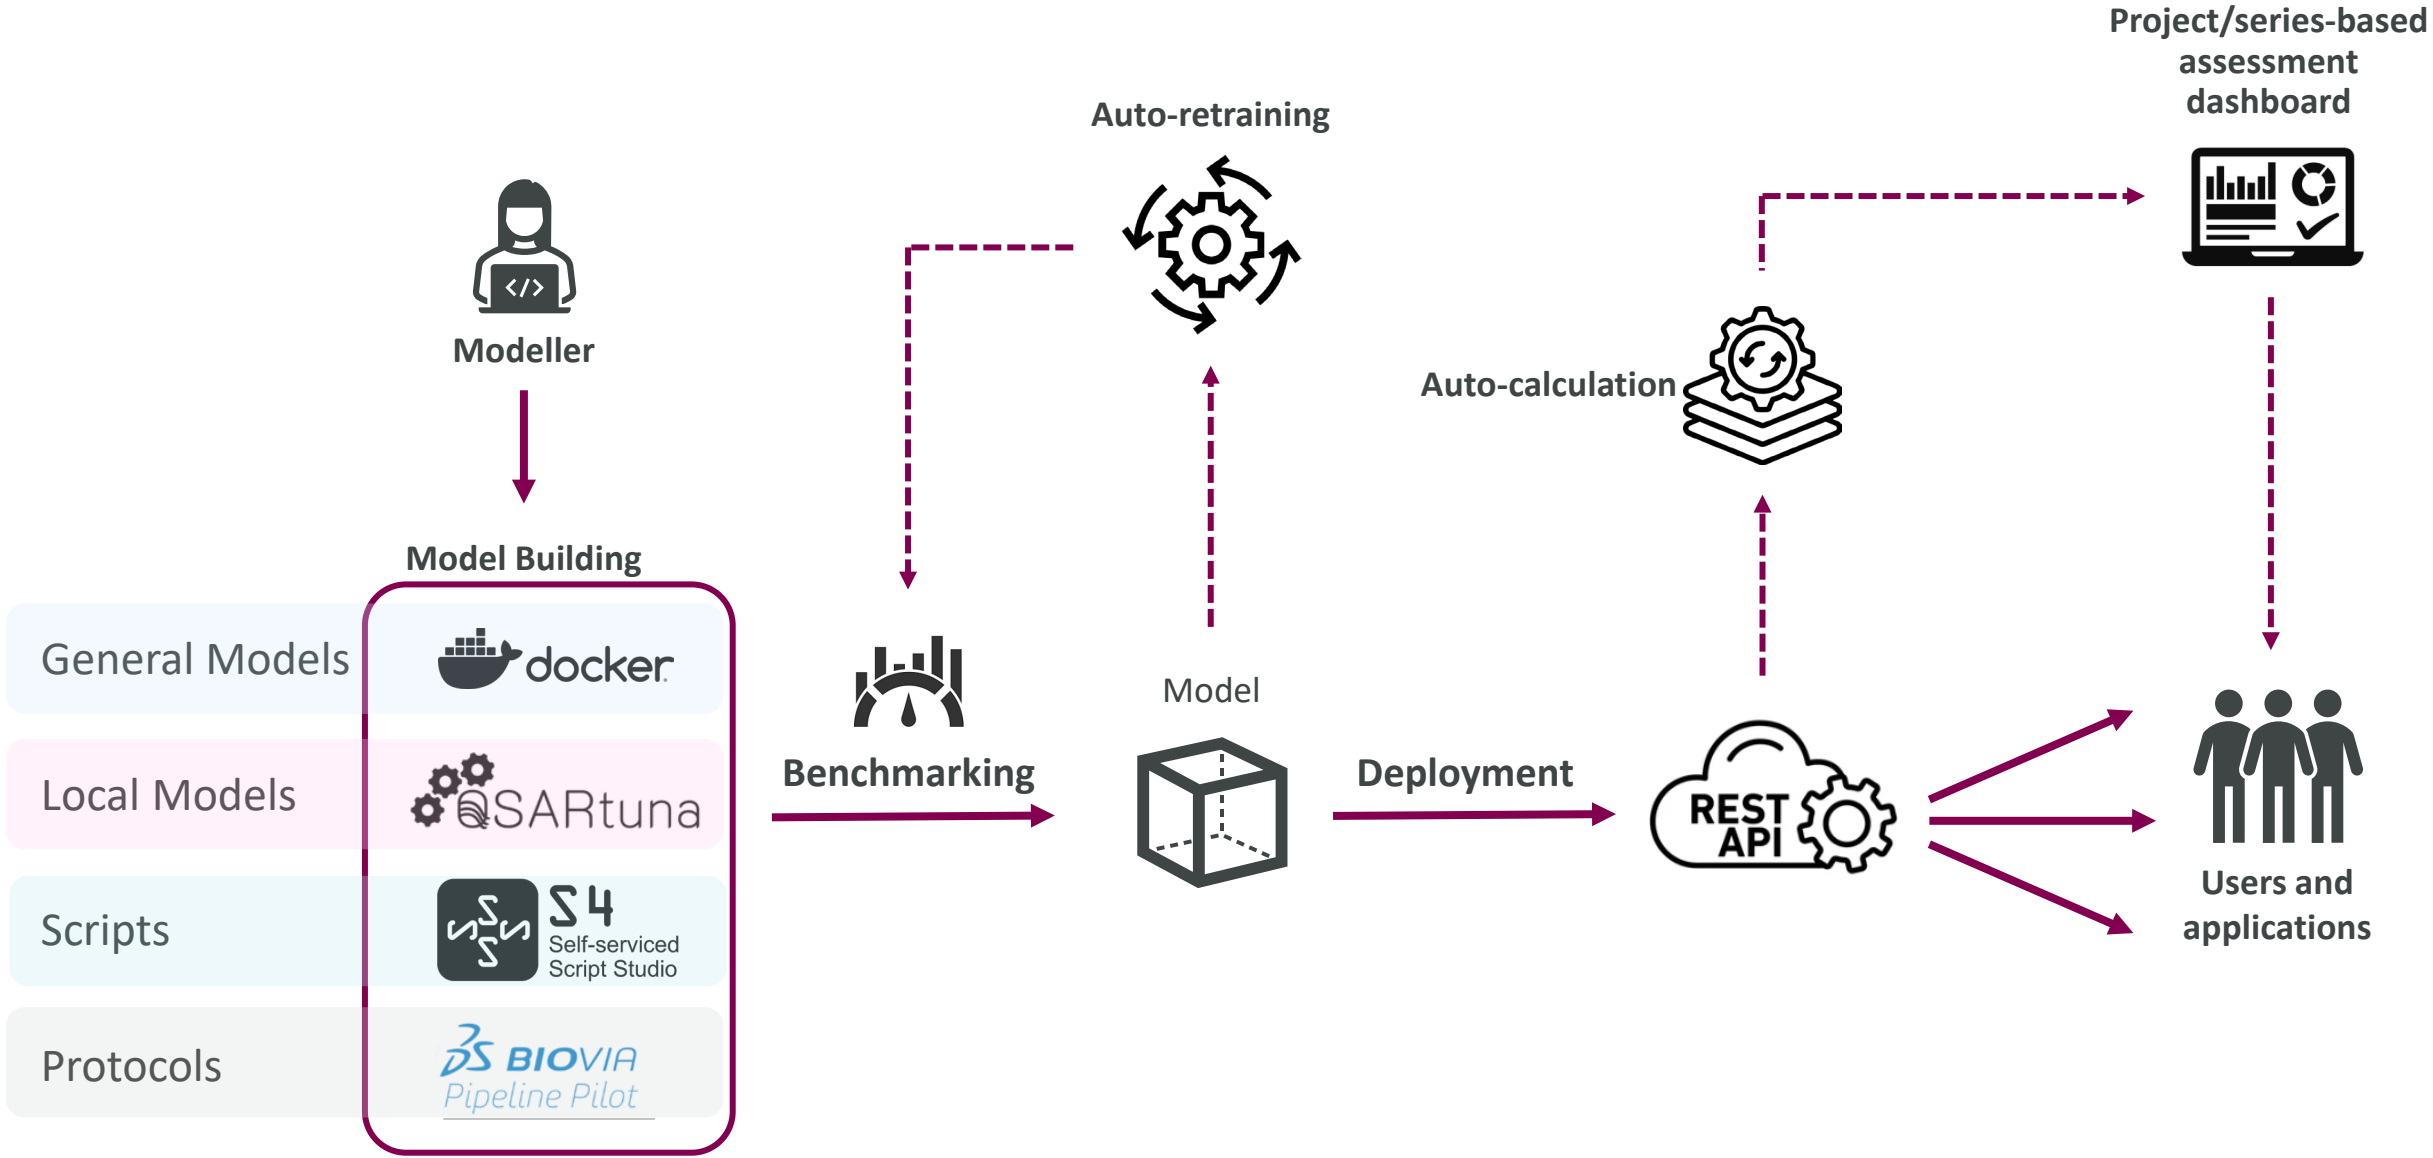 Project/series-based
assessment
dashboard
Auto-retraining
Modeller
Auto-calculation
Model Building
General Models
docker
Local Models
QSARtuna
Scripts
S4
Self-serviced
Script Studio
Protocols
3DS BIOVIA
Pipeline Pilot
Benchmarking
Model
Deployment
REST
API
Users and
applications